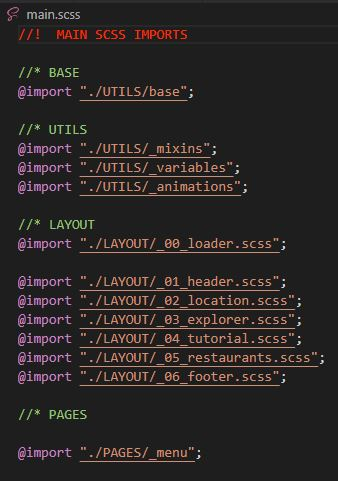 main.scss
//!  MAIN SCSS IMPORTS
//* BASE
@import "./UTILS/base";
//* UTILS
@import "./UTILS/_mixins";
@import "./UTILS/_variables";
@import "./UTILS/_animations";
//* LAYOUT
@import "./LAYOUT/_00_loader.scss";
@import "./LAYOUT/_01_header.scss";
@import "./LAYOUT/_02_location.scss";
@import "./LAYOUT/_03_explorer.scss";
@import "./LAYOUT/_04_tutorial.scss";
@import "./LAYOUT/_05_restaurants.scss";
@import "./LAYOUT/_06_footer.scss";
//* PAGES
@import "./PAGES/_menu";